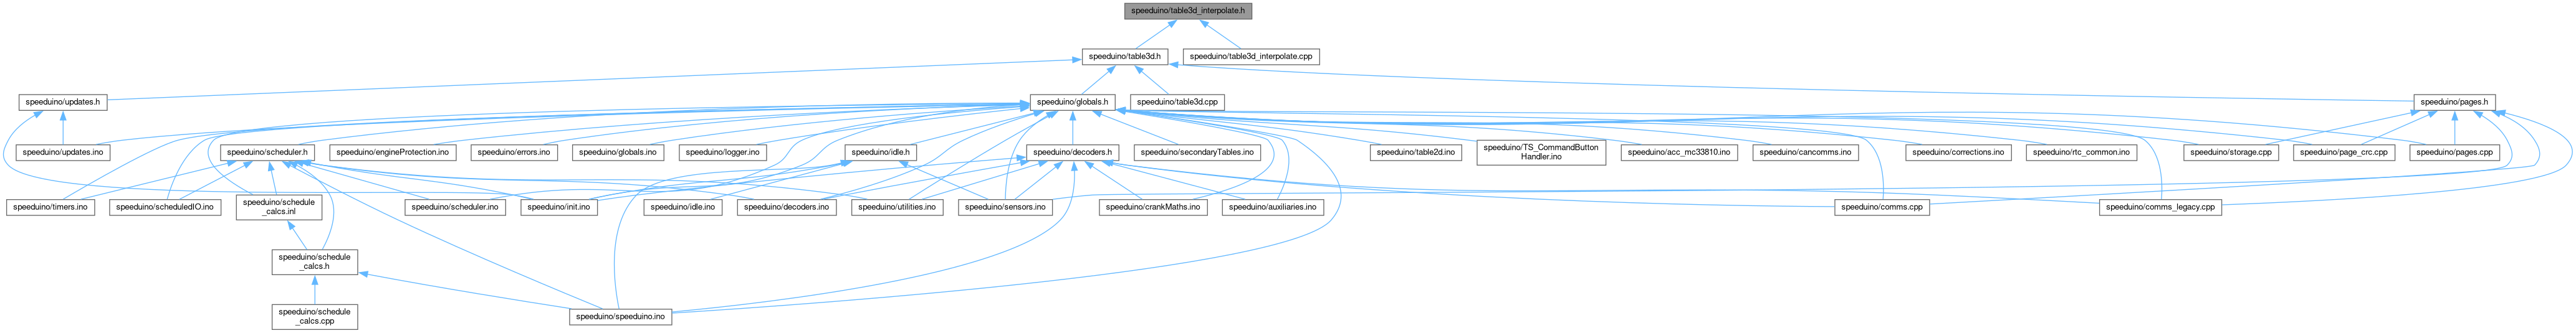 speeduino/table3d_interpolate.h
speeduino/table3d.h
speeduino/table3d_interpolate.cpp
speeduino/updates.h
speeduino/globals.h
speeduino/table3d.cpp
speeduino/pages.h
speeduino/updates.ino
speeduino/scheduler.h
speeduino/engineProtection.ino
speeduino/errors.ino
speeduino/globals.ino
speeduino/logger.ino
speeduino/idle.h
speeduino/decoders.h
speeduino/secondaryTables.ino
speeduino/table2d.ino
speeduino/TS_CommandButton
Handler.ino
speeduino/acc_mc33810.ino
speeduino/cancomms.ino
speeduino/corrections.ino
speeduino/rtc_common.ino
speeduino/storage.cpp
speeduino/page_crc.cpp
speeduino/pages.cpp
speeduino/timers.ino
speeduino/scheduledIO.ino
speeduino/schedule
_calcs.inl
speeduino/scheduler.ino
speeduino/init.ino
speeduino/idle.ino
speeduino/decoders.ino
speeduino/utilities.ino
speeduino/sensors.ino
speeduino/crankMaths.ino
speeduino/auxiliaries.ino
speeduino/comms.cpp
speeduino/comms_legacy.cpp
speeduino/schedule
_calcs.h
speeduino/schedule
_calcs.cpp
speeduino/speeduino.ino